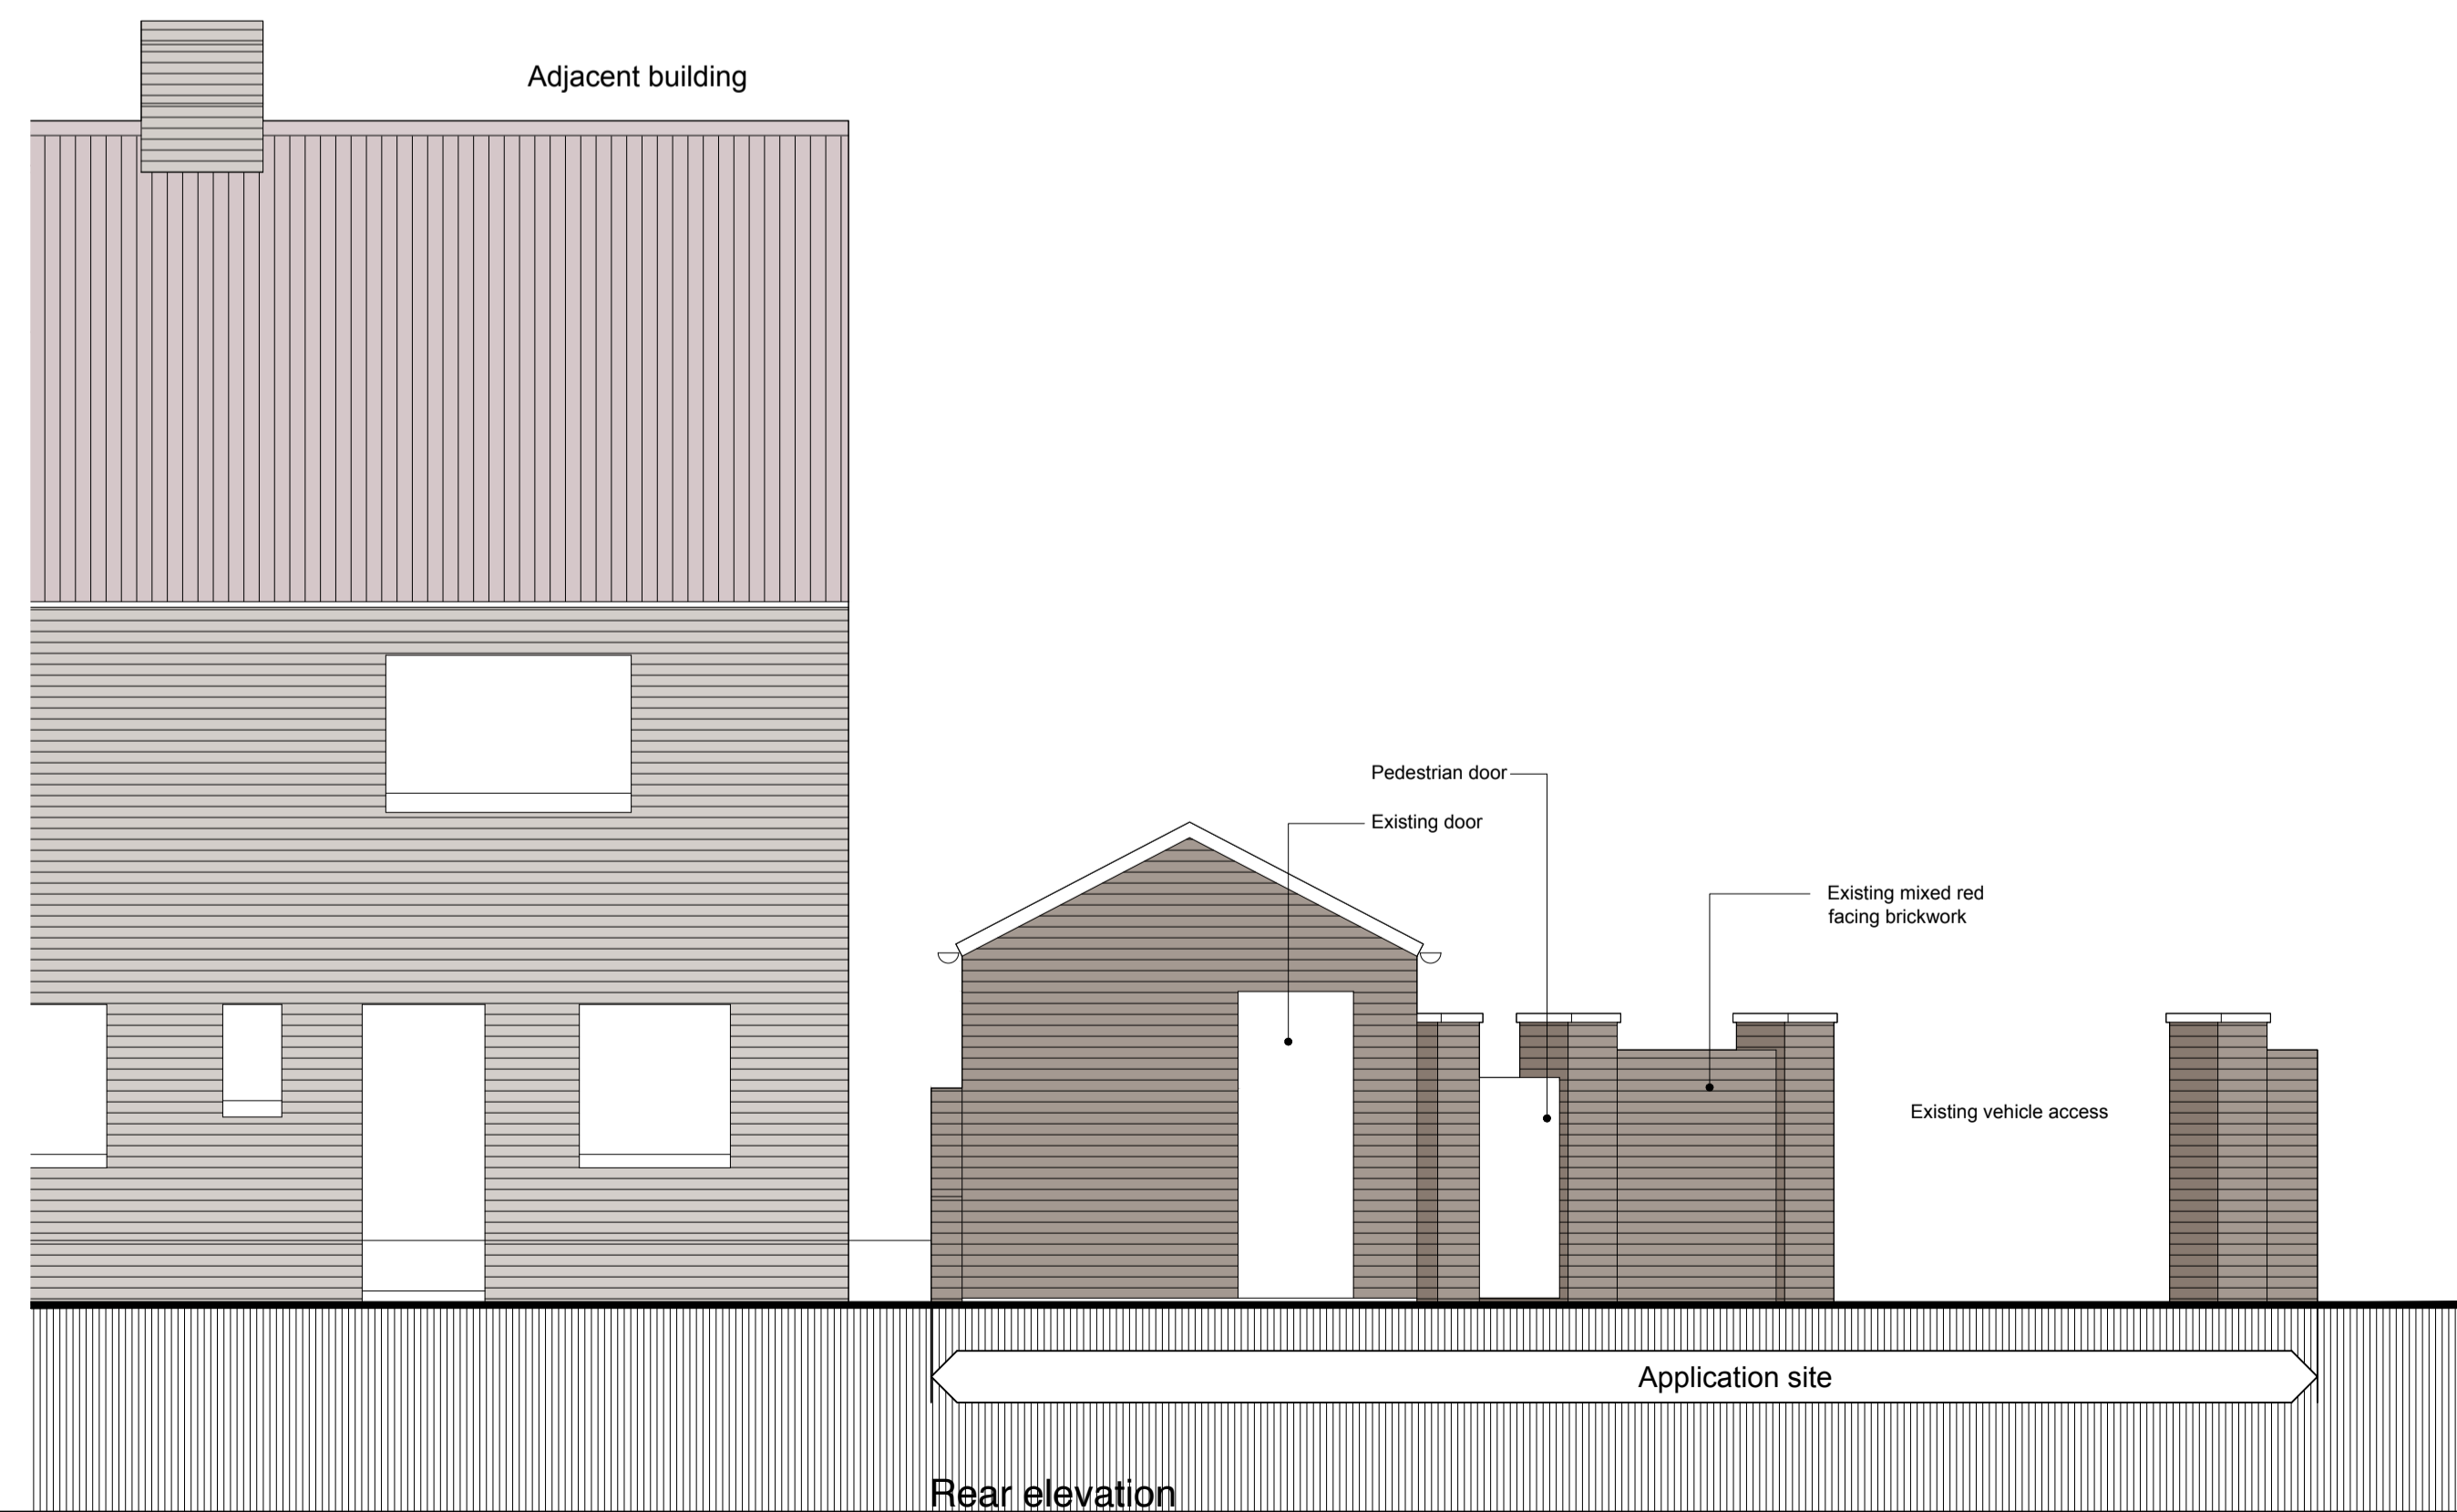 Adjacent building
Pedestrian door
Existing door
Existing mixed red
facing brickwork
Existing vehicle access
Application site
Rear elevation